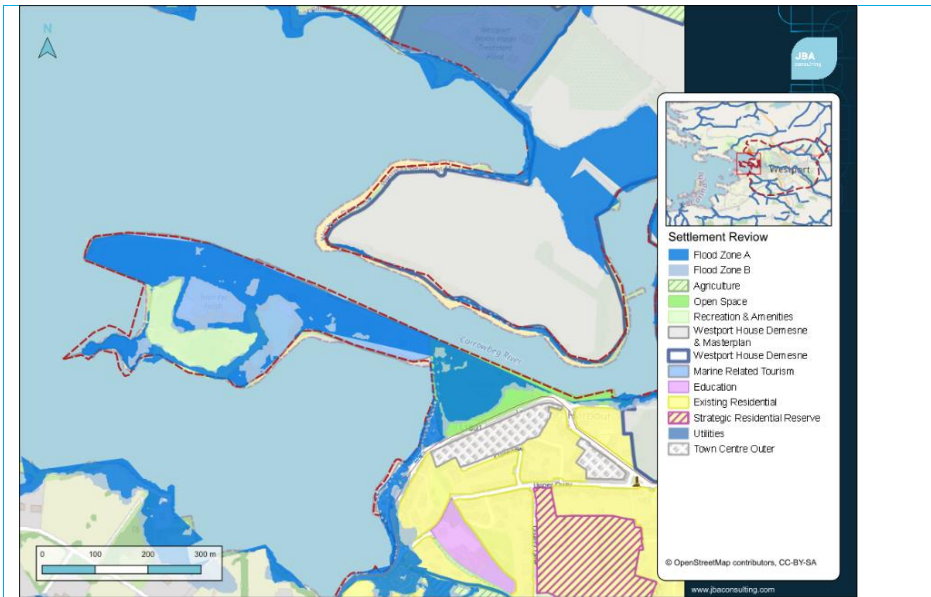 N
JBA
consulting
Westport
Settlement Review
Flood Zone A
Flood Zone B
Agriculture
Open Space
Recreation & Amenities
Westport House Demesne
& Masterplan
Westport House Demesne
Marine Related Tourism
Education
Existing Residential
Strategic Residential Reserve
Utilities
Town Centre Outer
Carrowbeg River
0 100 200 300 m
© OpenStreetMap contributors, CC-BY-SA
www.jbaconsulting.com